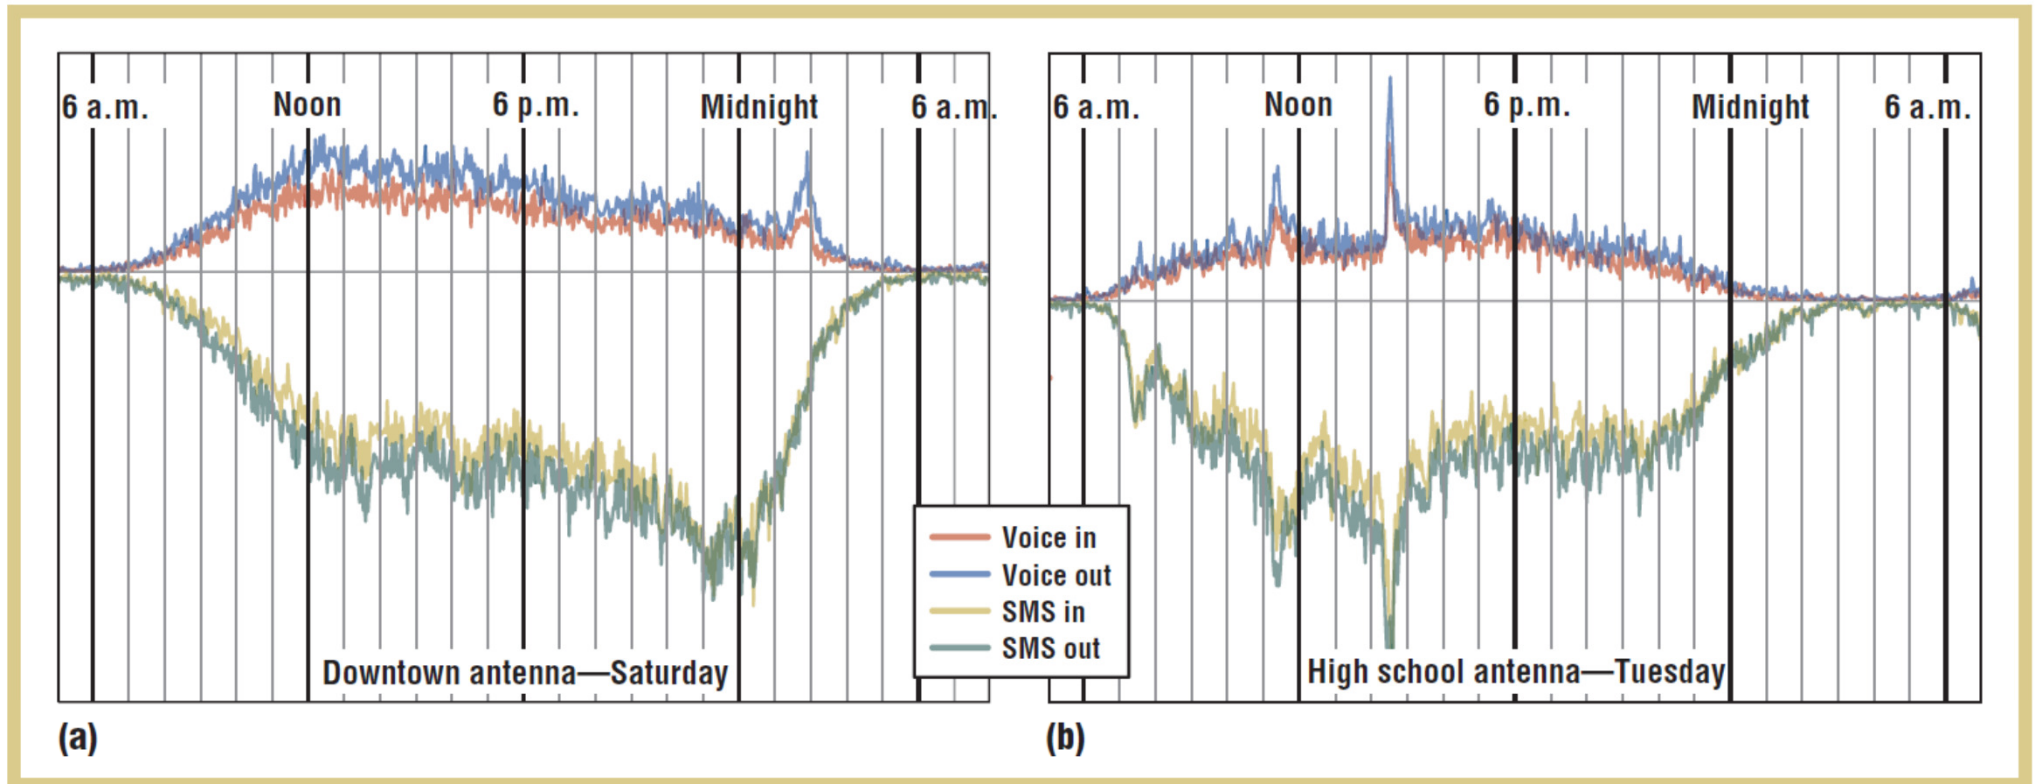 6 a.m.
Noon
6 p.m.
Midnight
6 a.m.
Downtown antenna—Saturday
(a)
6 a.m.
Noon
6 p.m.
Midnight
6 a.m.
High school antenna—Tuesday
(b)
Voice in
Voice out
SMS in
SMS out